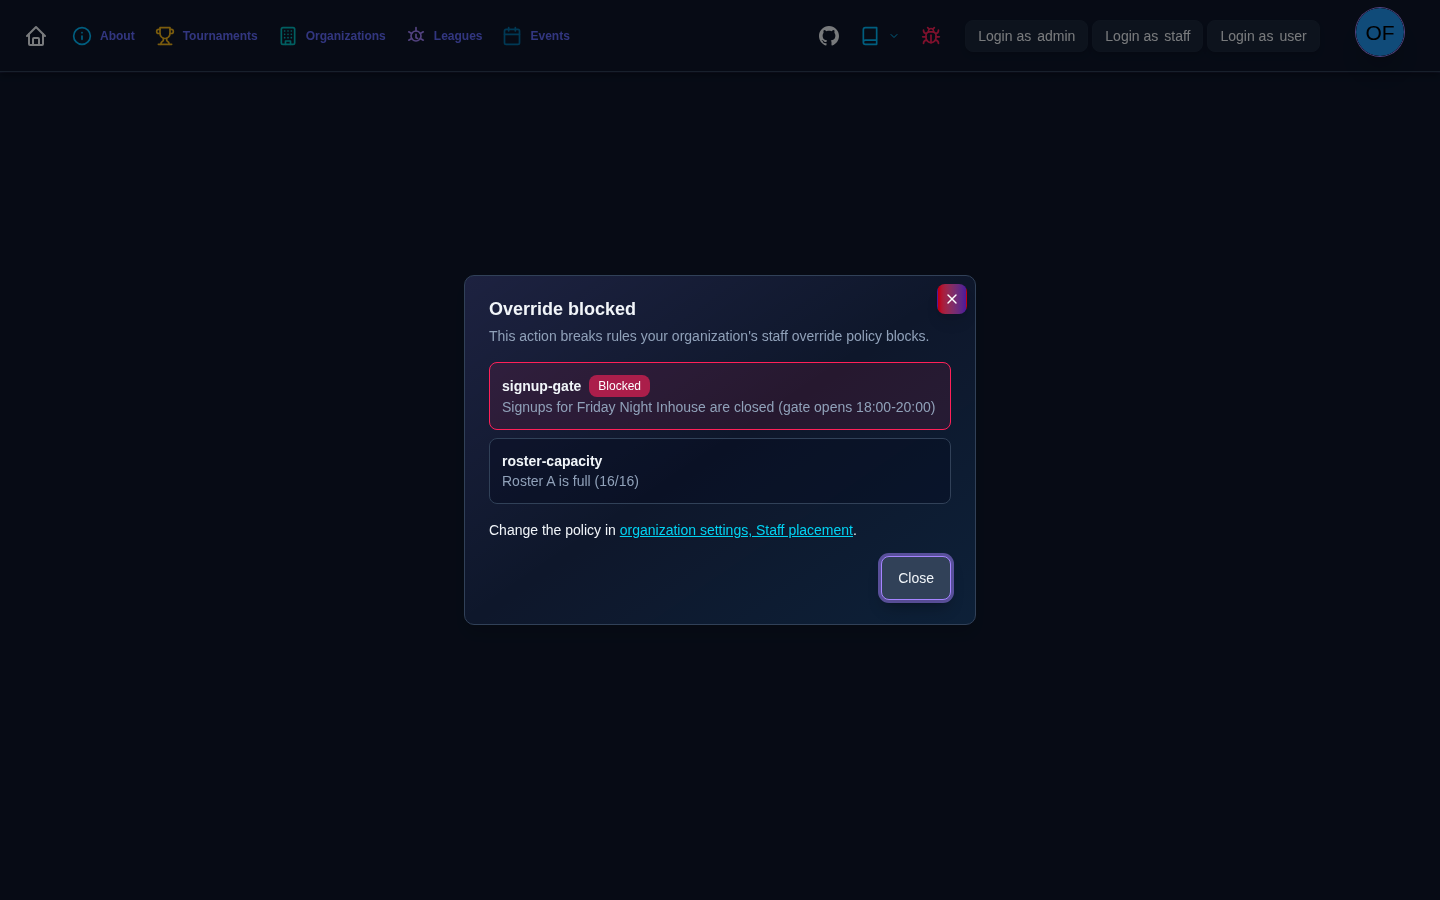 About Tournaments Organizations Leagues Events Login as admin Login as staff Login as user OF
Override blocked
This action breaks rules your organization's staff override policy blocks.
signup-gate Blocked
Signups for Friday Night Inhouse are closed (gate opens 18:00-20:00)
roster-capacity
Roster A is full (16/16)
Change the policy in organization settings, Staff placement.
Close